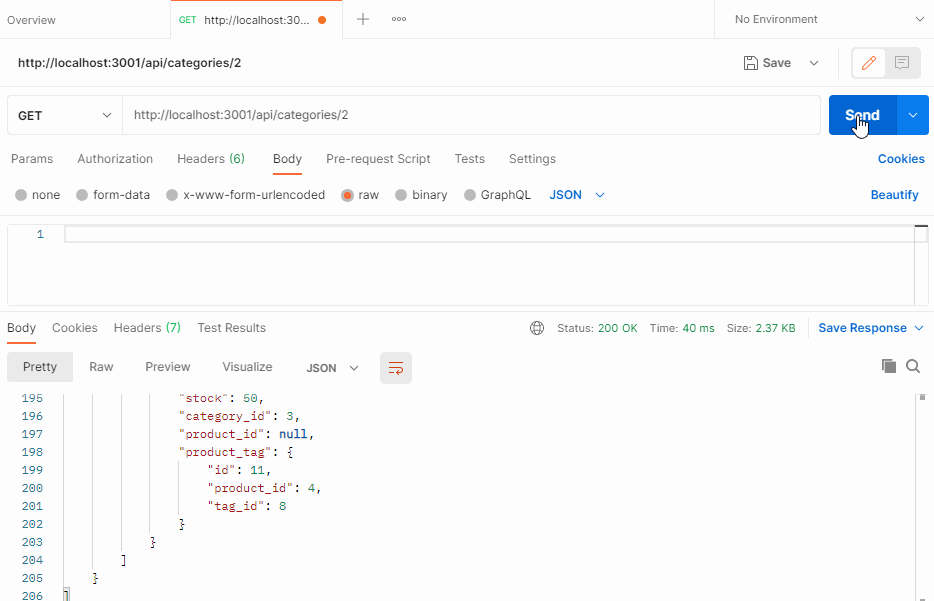 Overview
GET http://localhost:30...
No Environment
http://localhost:3001/api/categories/2
Save
GET
http://localhost:3001/api/categories/2
Send
Params Authorization Headers (6) Body Pre-request Script Tests Settings Cookies
none form-data x-www-form-urlencoded raw binary GraphQL JSON Beautify
1
Body Cookies Headers (7) Test Results Status: 200 OK Time: 40 ms Size: 2.37 KB Save Response
Pretty Raw Preview Visualize JSON
195 "stock": 50,
196 "category_id": 3,
197 "product_id": null,
198 "product_tag": {
199 "id": 11,
200 "product_id": 4,
201 "tag_id": 8
202 }
203 }
204 ]
205 }
206 ]